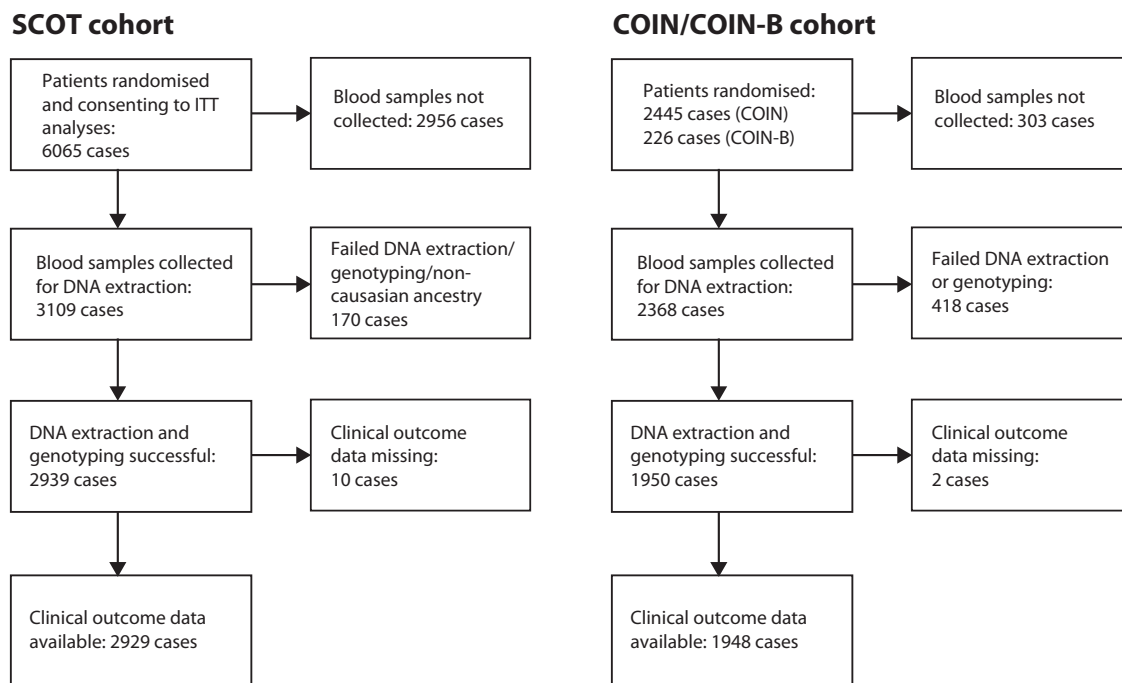 SCOT cohort
Patients randomised
and consenting to ITT
analyses:
6065 cases
Blood samples not
collected: 2956 cases
Blood samples collected
for DNA extraction:
3109 cases
Failed DNA extraction/
genotyping/non-
causasian ancestry
170 cases
DNA extraction and
genotyping successful:
2939 cases
Clinical outcome
data missing:
10 cases
Clinical outcome data
available: 2929 cases
COIN/COIN-B cohort
Patients randomised:
2445 cases (COIN)
226 cases (COIN-B)
Blood samples not
collected: 303 cases
Blood samples collected
for DNA extraction:
2368 cases
Failed DNA extraction
or genotyping:
418 cases
DNA extraction and
genotyping successful:
1950 cases
Clinical outcome
data missing:
2 cases
Clinical outcome data
available: 1948 cases